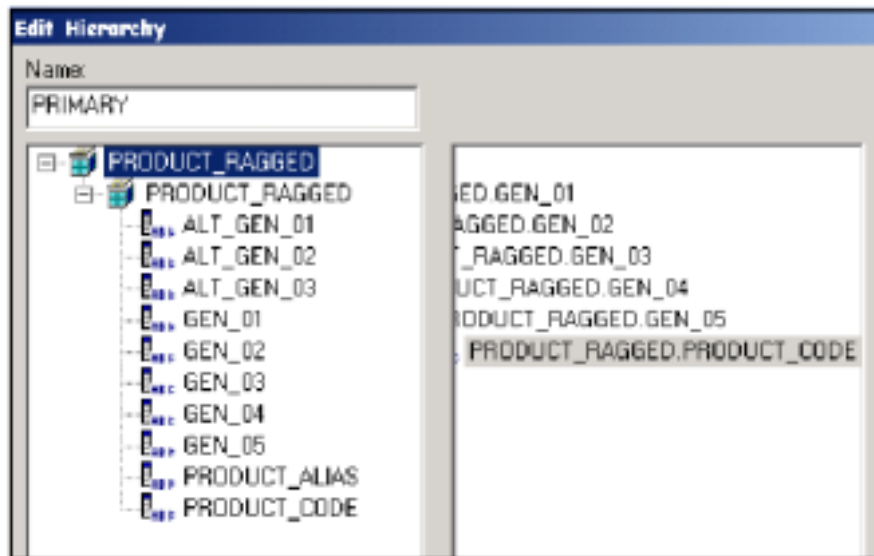 Edit Hierarchy
Name:
PRIMARY
PRODUCT_RAGGED
PRODUCT_RAGGED
ALT_GEN_01
ALT_GEN_02
ALT_GEN_03
GEN_01
GEN_02
GEN_03
GEN_04
GEN_05
PRODUCT_ALIAS
PRODUCT_CODE
GED.GEN_01
AGGED.GEN_02
T_RAGGED.GEN_03
UCT_RAGGED.GEN_04
RODUCT_RAGGED.GEN_05
PRODUCT_RAGGED.PRODUCT_CODE